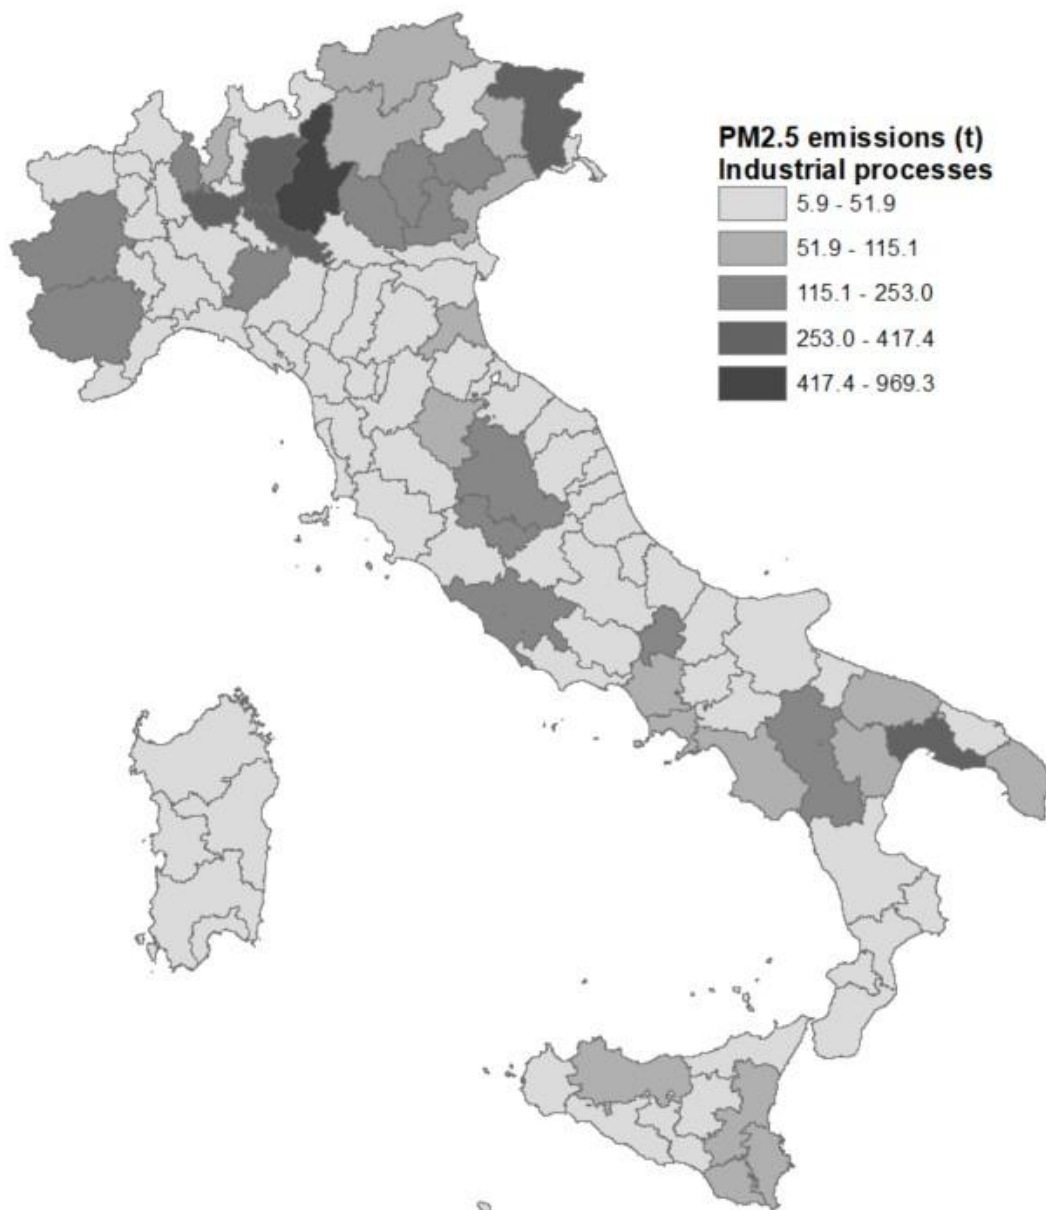 PM2.5 emissions (t)
Industrial processes
5.9 - 51.9
51.9 - 115.1
115.1 - 253.0
253.0 - 417.4
417.4 - 969.3